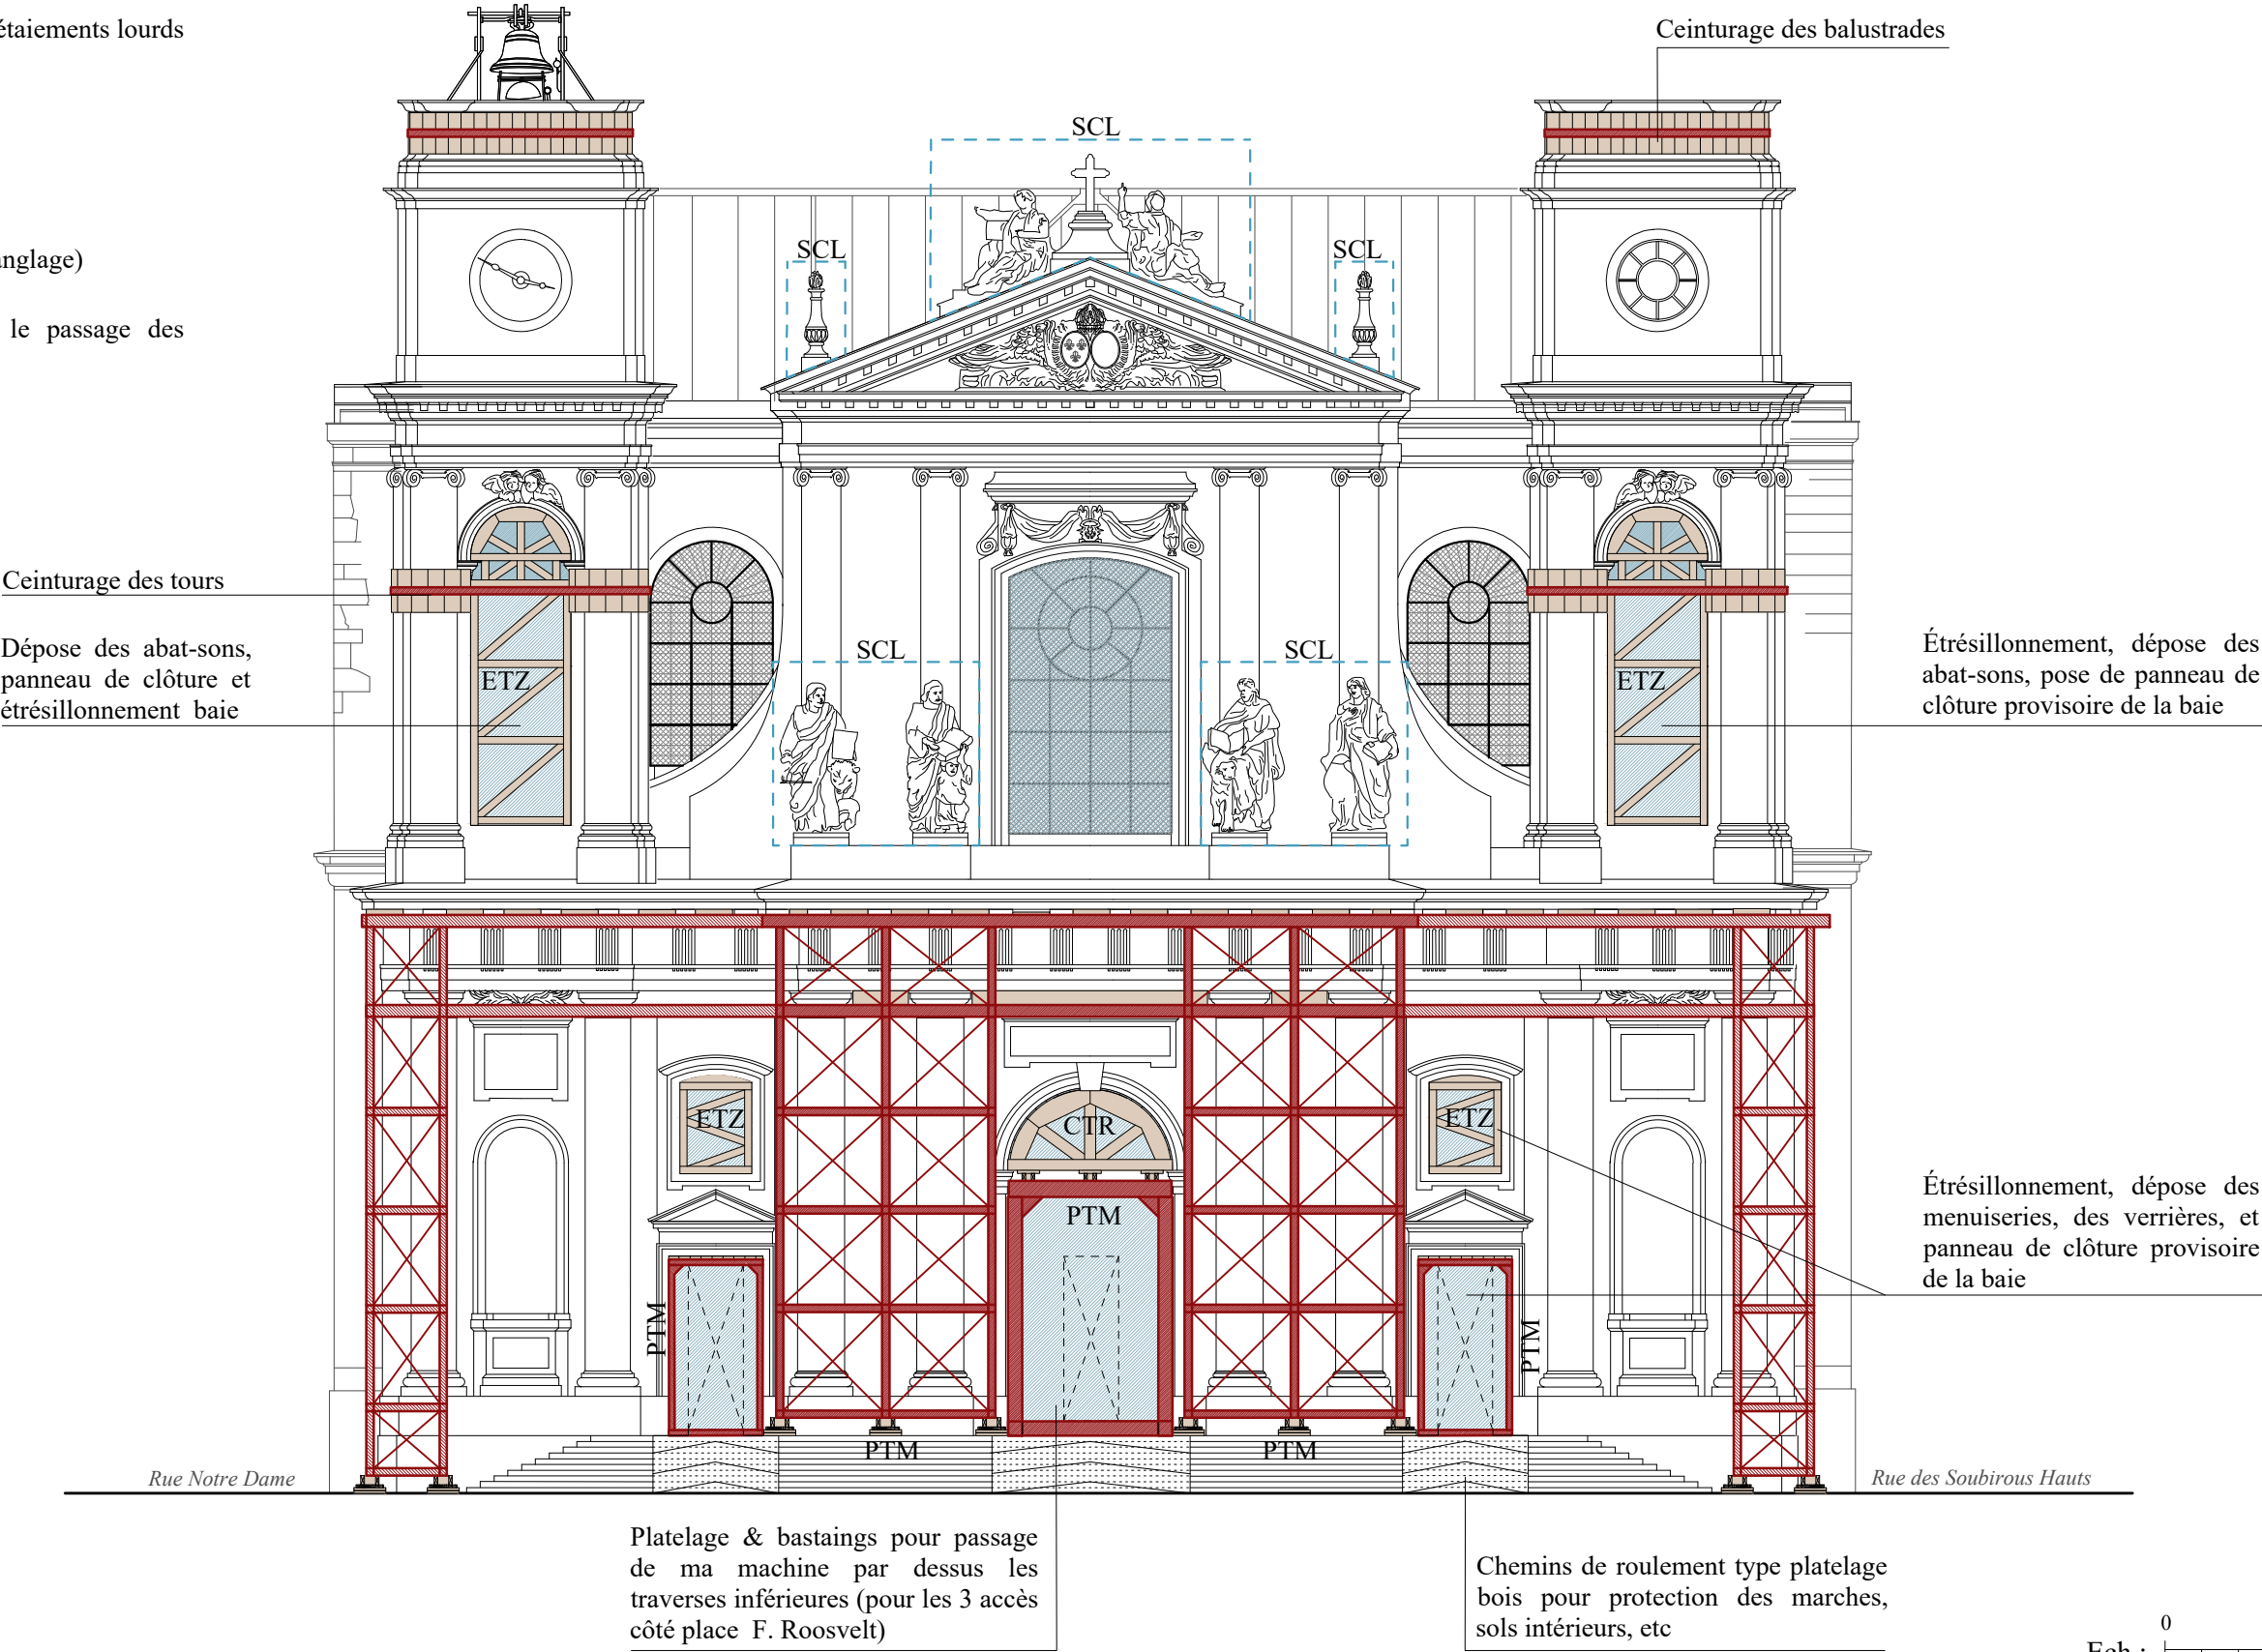 étaiements lourds
Ceinturage des balustrades
SCL
SCL
SCL
anglage)
le passage des
Ceinturage des tours
Dépose des abat-sons,
panneau de clôture et
étrésillonnement baie
ETZ
SCL
SCL
ETZ
Étrésillonnement, dépose des
abat-sons, pose de panneau de
clôture provisoire de la baie
ETZ
CTR
ETZ
PTM
PTM
PTM
Étrésillonnement, dépose des
menuiseries, des verrières, et
panneau de clôture provisoire
de la baie
PTM
PTM
Rue Notre Dame
Rue des Soubirous Hauts
Platelage & bastaings pour passage
de ma machine par dessus les
traverses inférieures (pour les 3 accès
côté place F. Roosvelt)
Chemins de roulement type platelage
bois pour protection des marches,
sols intérieurs, etc
0
Ech :